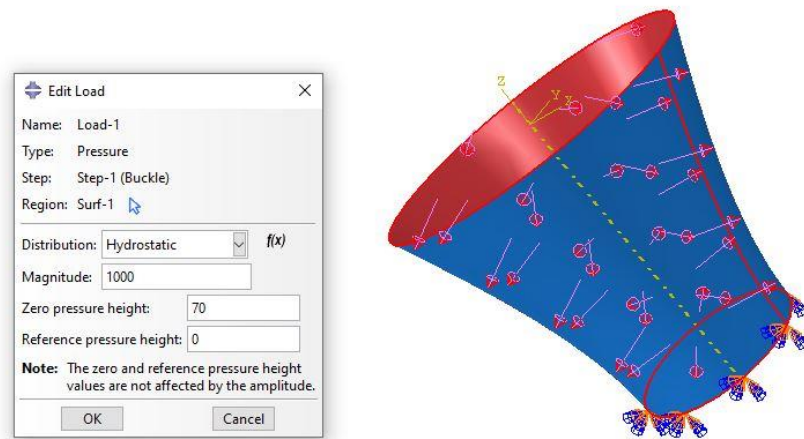 Edit Load
Name: Load-1
Type: Pressure
Step: Step-1 (Buckle)
Region: Surf-1
Distribution: Hydrostatic f(x)
Magnitude: 1000
Zero pressure height: 70
Reference pressure height: 0
Note: The zero and reference pressure height
values are not affected by the amplitude.
OK Cancel
Z Y X